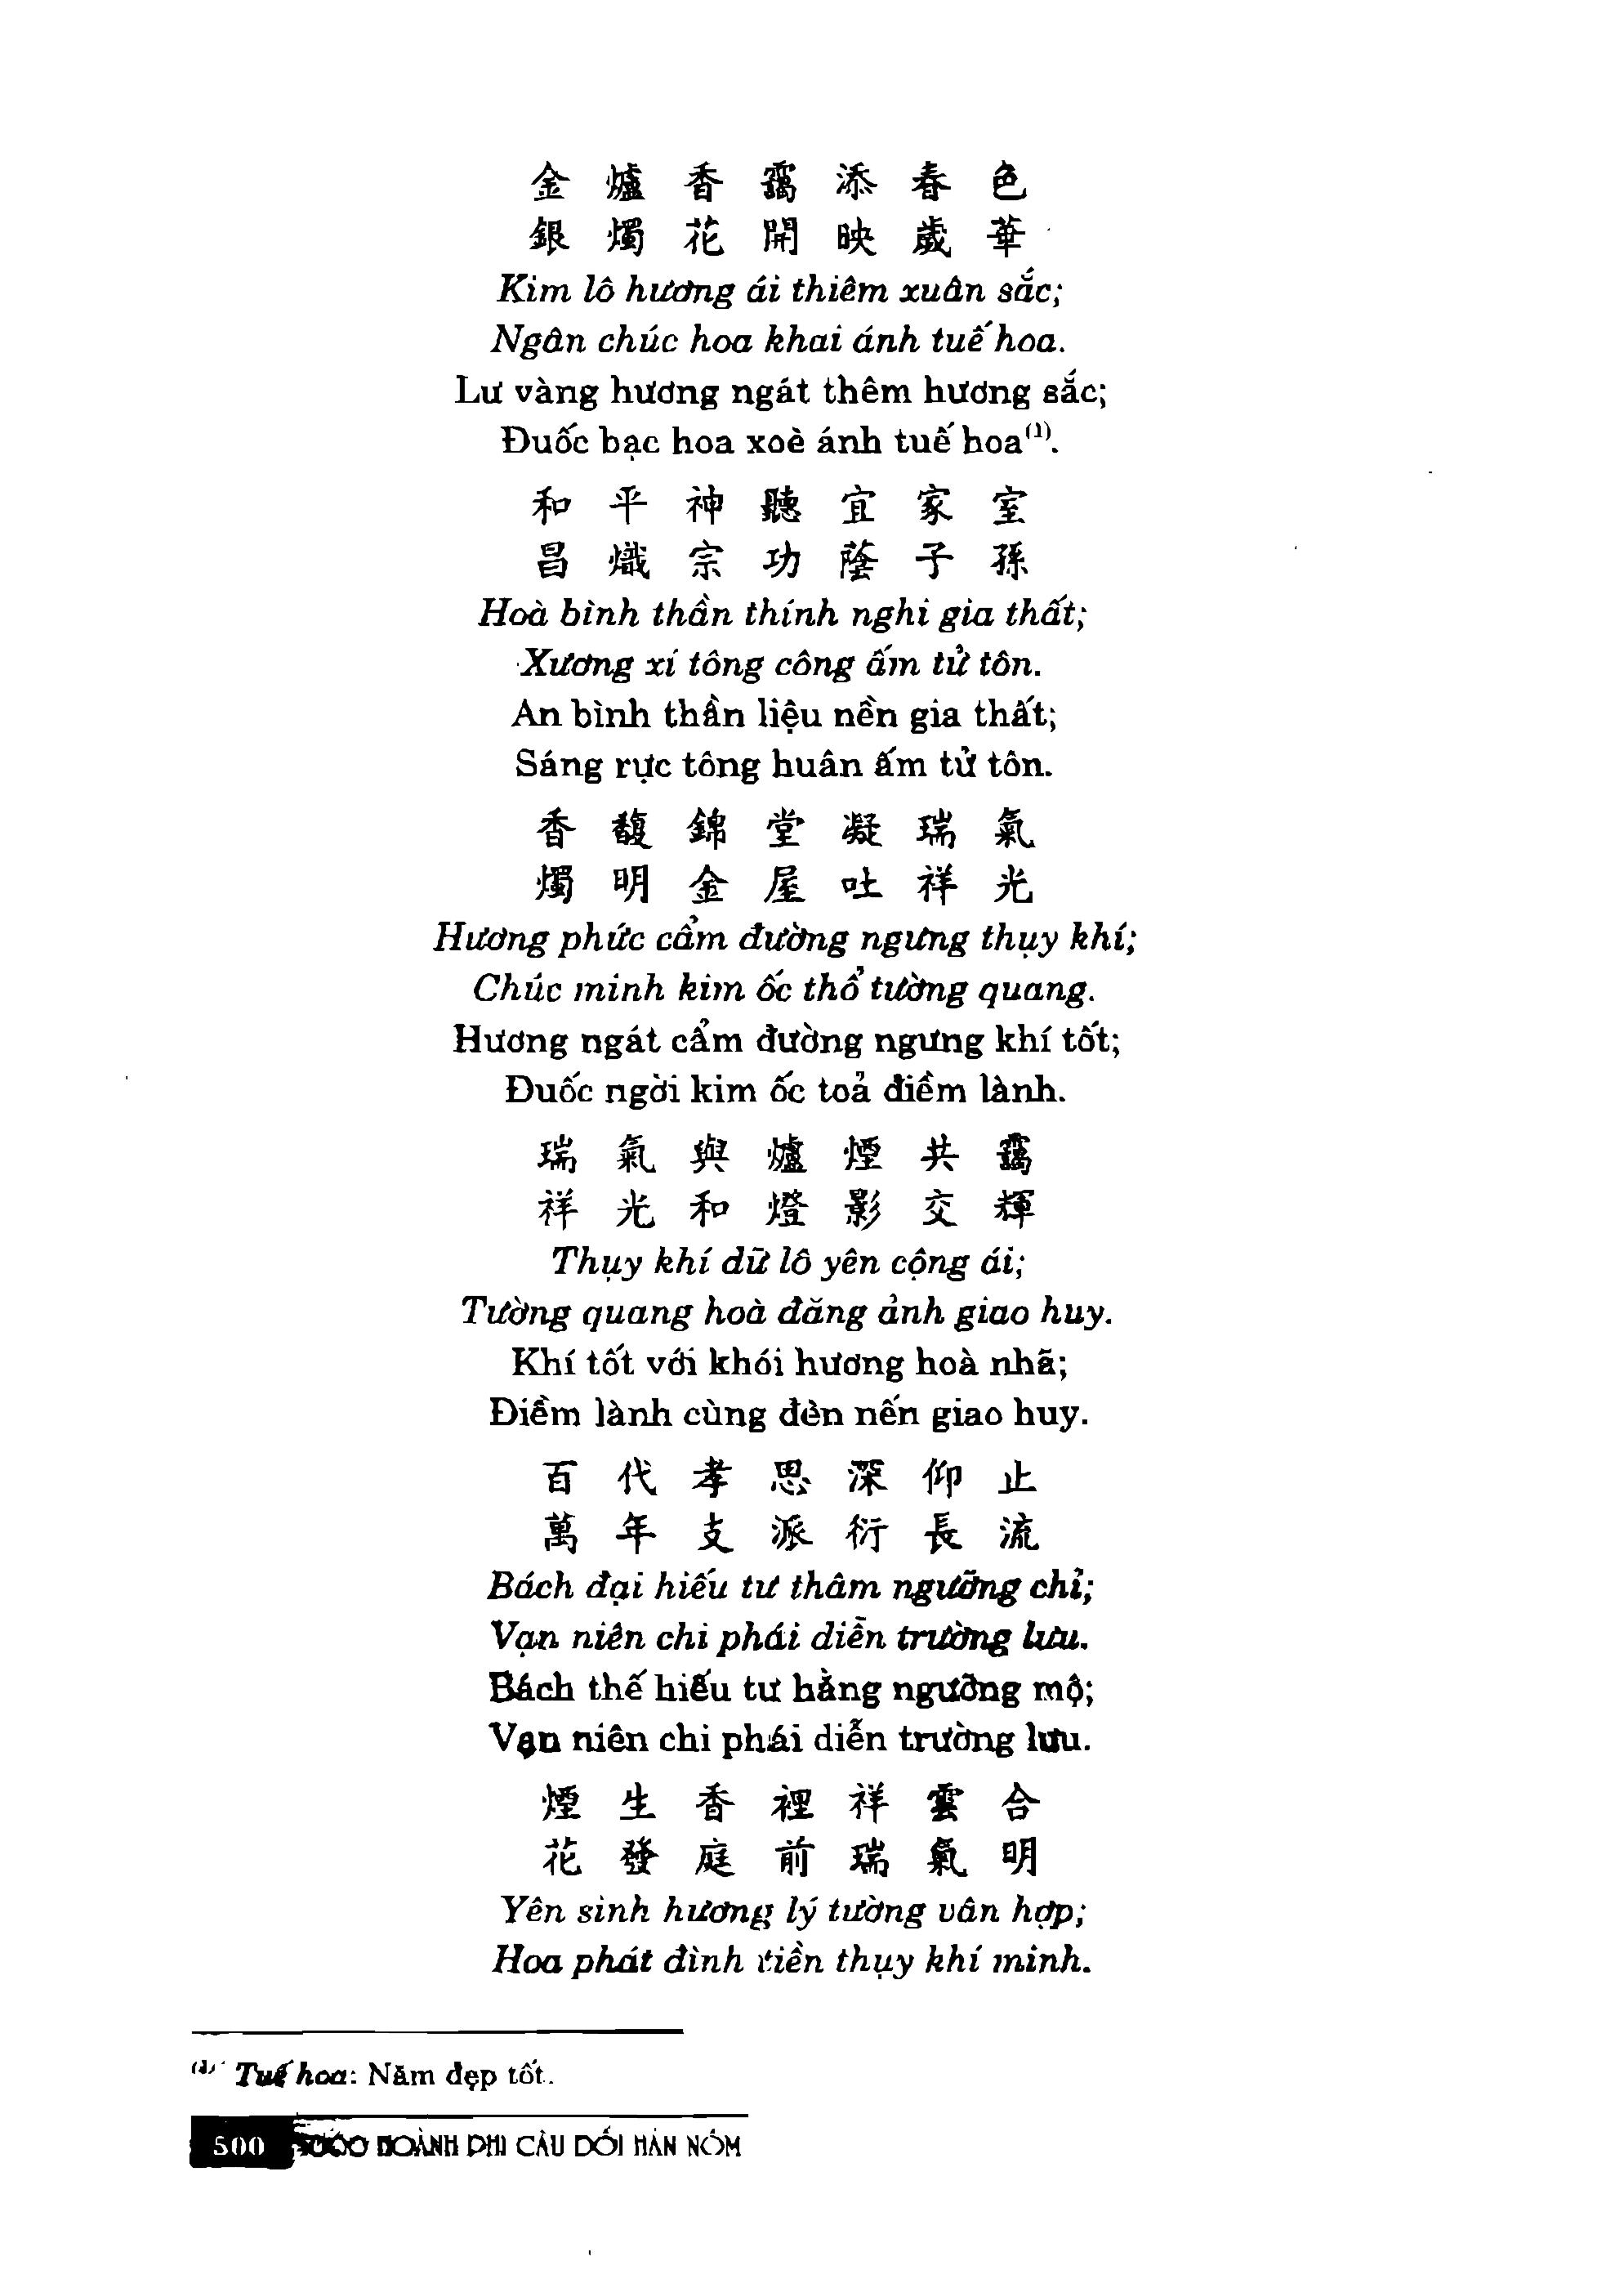 金爐香靄添春色
銀燭花開映歲華
Kim lô hương ái thiêm xuân sắc;
Ngân chúc hoa khai ánh tuế hoa.
Lư vàng hương ngát thêm hương sắc;
Đuốc bạc hoa xoè ánh tuế hoa⁽¹⁾.
和平神聽宜家室
昌熾宗功蔭子孫
Hoà bình thần thính nghi gia thất;
Xương xí tông công ấm tử tôn.
An bình thần liệu nền gia thất;
Sáng rực tông huân ấm tử tôn.
香馥錦堂凝瑞氣
燭明金屋吐祥光
Hương phức cẩm đường ngưng thụy khí;
Chúc minh kim ốc thổ tường quang.
Hương ngát cẩm đường ngưng khí tốt;
Đuốc ngời kim ốc toả điềm lành.
瑞氣與爐煙共靄
祥光和燈影交輝
Thụy khí dữ lô yên cộng ái;
Tường quang hoà đăng ảnh giao huy.
Khí tốt với khói hương hoà nhã;
Điềm lành cùng đèn nến giao huy.
百代孝思深仰止
萬年支派衍長流
Bách đại hiếu tư thâm ngưỡng chỉ;
Vạn niên chi phái diễn trường lưu.
Bách thế hiếu tư hằng ngưỡng mộ;
Vạn niên chi phái diễn trường lưu.
煙生香裡祥雲合
花發庭前瑞氣明
Yên sinh hương lý tường vân hợp;
Hoa phát đình tiền thụy khí minh.
⁽¹⁾ Tuế hoa: Năm đẹp tốt.
500 HOÀNH PHI CÂU ĐỐI HÁN NÔM